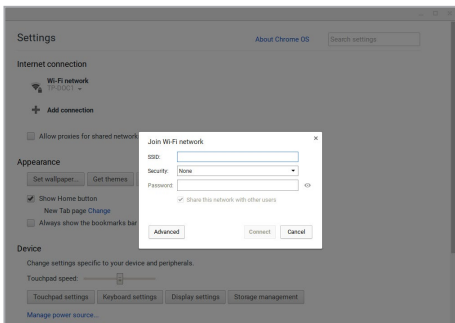 Settings
About Chrome OS
Search settings
Internet connection
Wi-Fi network
TP-DOC1
Add connection
Allow proxies for shared network
Join Wi-Fi network
SSID:
Security: None
Password:
Share this network with other users
Advanced
Connect
Cancel
Appearance
Set wallpaper...
Get themes
Show Home button
New Tab page Change
Always show the bookmarks bar
Device
Change settings specific to your device and peripherals.
Touchpad speed:
Touchpad settings
Keyboard settings
Display settings
Storage management
Manage power source...